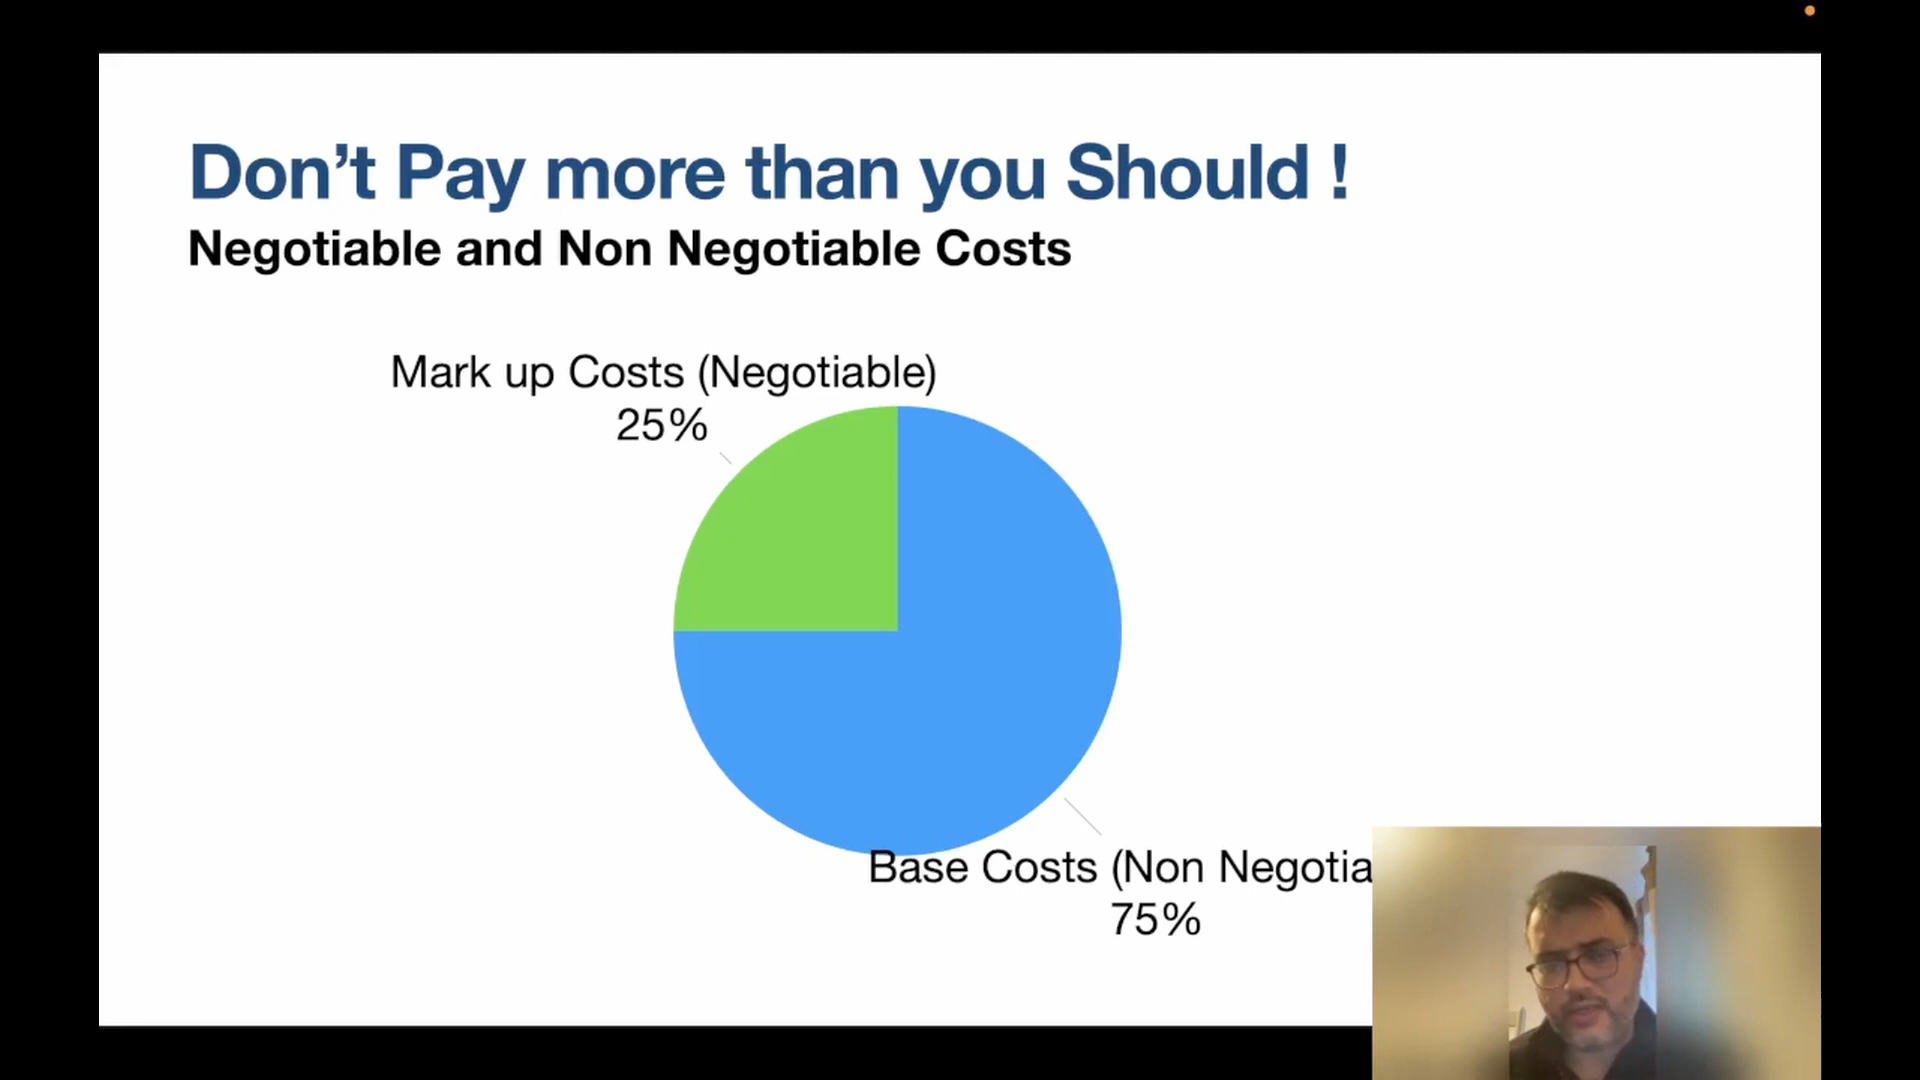 Don’t Pay more than you Should !
Negotiable and Non Negotiable Costs
Mark up Costs (Negotiable)
25%
Base Costs (Non Negotia
75%